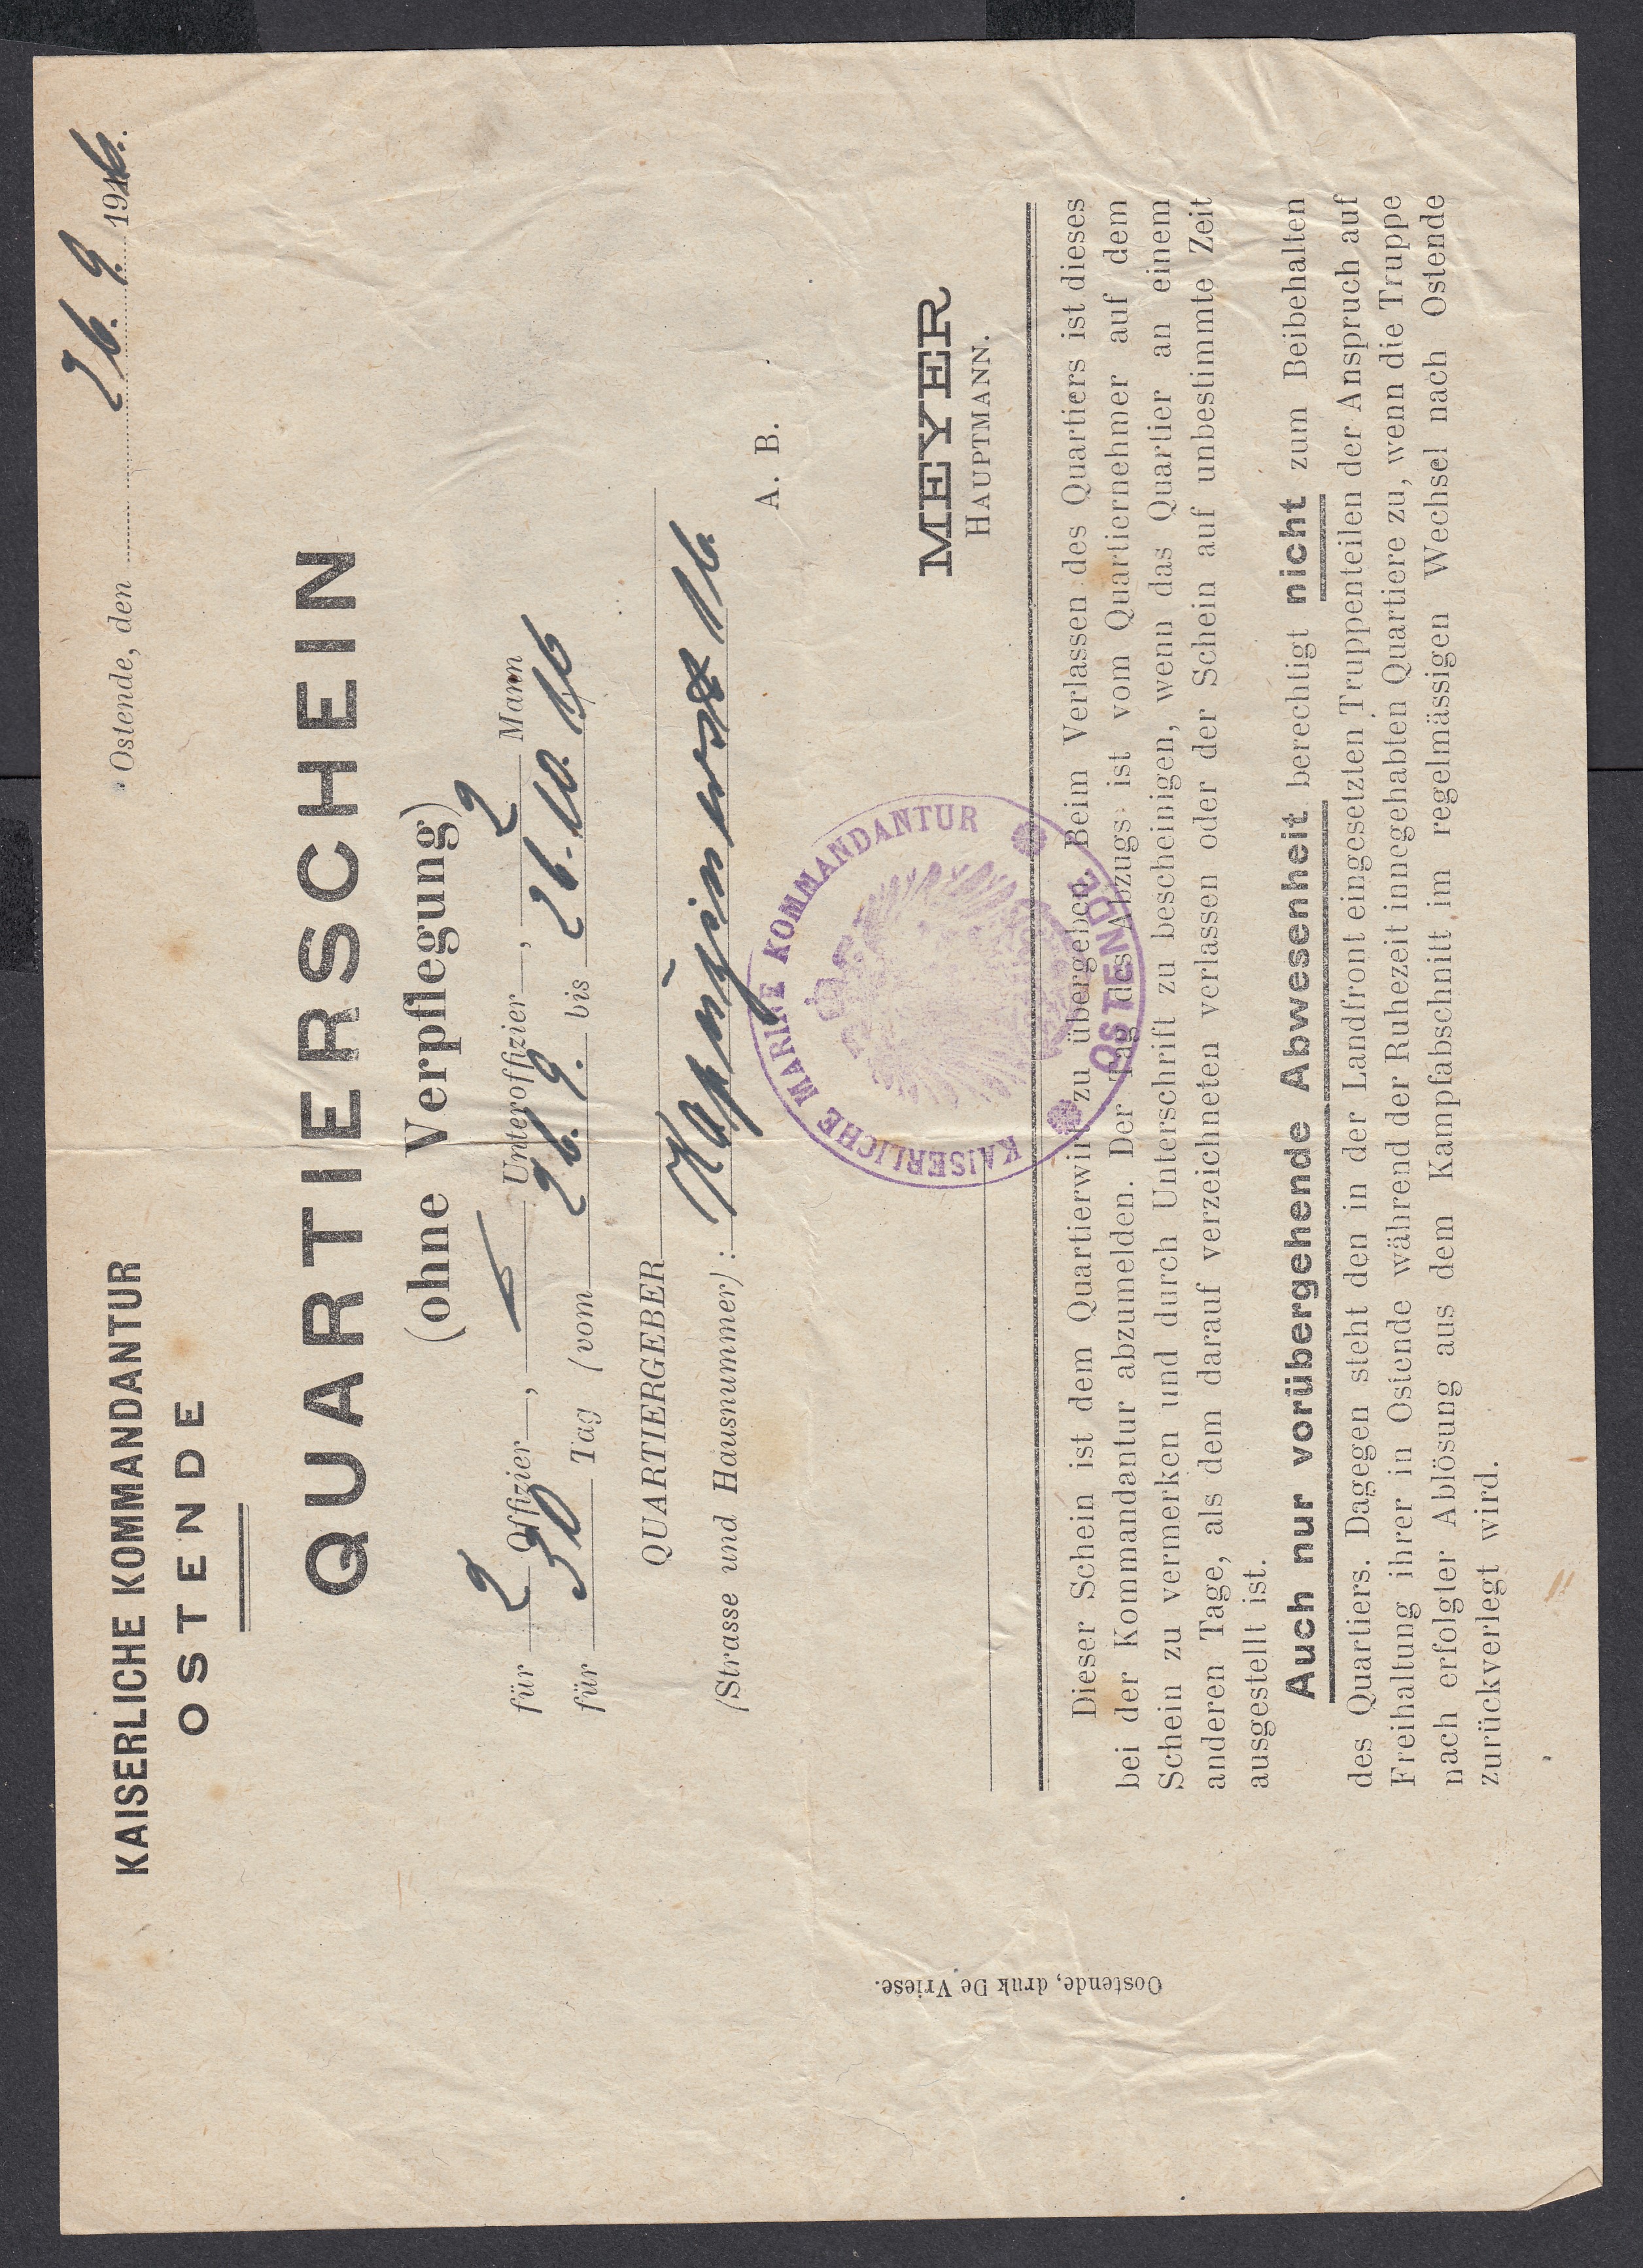 KAISERLICHE KOMMANDANTUR
OSTENDE
Ostende, den 26. 9. 1916.
QUARTIERSCHEIN
(ohne Verpflegung)
für 2 Offizier, Unteroffizier, 2 Mann
für 30 Tag (vom 26. 9. bis 26. 10. 16
QUARTIERGEBER
(Strasse und Hausnummer): 16.
A. B.
KAISERLICHE MARINE KOMMANDANTUR
OSTENDE
MEYER
HAUPTMANN.
Dieser Schein ist dem Quartierwirt zu übergeben. Beim Verlassen des Quartiers ist dieses
bei der Kommandantur abzumelden. Der Tag des Abzugs ist vom Quartiernehmer auf dem
Schein zu vermerken und durch Unterschrift zu bescheinigen, wenn das Quartier an einem
anderen Tage, als dem darauf verzeichneten verlassen oder der Schein auf unbestimmte Zeit
ausgestellt ist.
Auch nur vorübergehende Abwesenheit berechtigt nicht zum Beibehalten
des Quartiers. Dagegen steht den in der Landfront eingesetzten Truppenteilen der Anspruch auf
Freihaltung ihrer in Ostende während der Ruhezeit innegehabten Quartiere zu, wenn die Truppe
nach erfolgter Ablösung aus dem Kampfabschnitt im regelmässigen Wechsel nach Ostende
zurückverlegt wird.
Oostende, druk De Vriese.